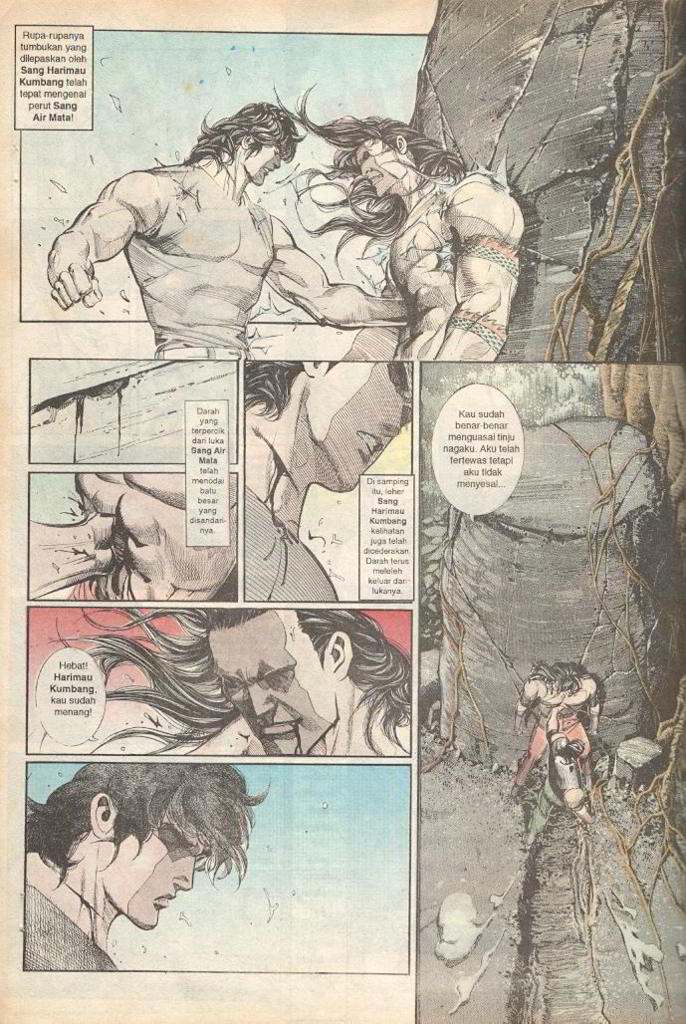 Rupa-rupanya
tumbukan yang
dilepaskan oleh
Sang Harimau
Kumbang telah
tepat mengenai
perut Sang
Air Mata!
Darah
yang
terpercik
dari luka
Sang Air
Mata
telah
menodai
batu
besar
yang
disandari-
nya.
Di samping
itu, leher
Sang
Harimau
Kumbang
kelihatan
juga telah
dicederakan.
Darah terus
meleleh
keluar dari
lukanya.
Kau sudah
benar-benar
menguasai tinju
nagaku. Aku telah
tertewas tetapi
aku tidak
menyesal...
Hebat!
Harimau
Kumbang,
kau sudah
menang!